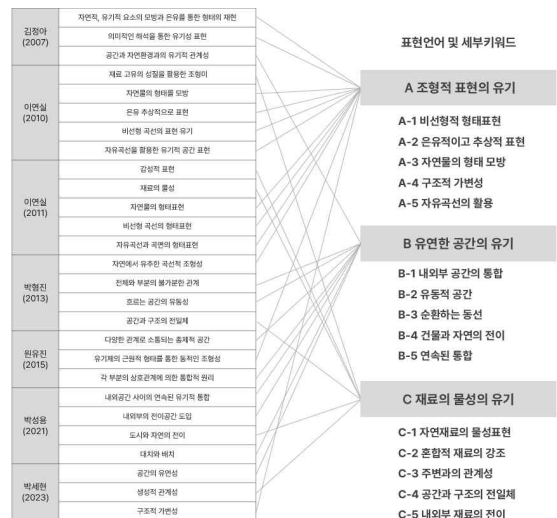 김정아
(2007)
자연적, 유기적 요소의 모방과 은유를 통한 형태의 재현
의미적인 해석을 통한 유기성 표현
공간과 자연환경과의 유기적 관계성
이연실
(2010)
재료 고유의 성질을 활용한 조형미
자연물의 형태를 모방
은유 추상적으로 표현
비선형 곡선의 표현 유기
자유곡선을 활용한 유기적 공간 표현
이연실
(2011)
감성적 표현
재료의 물성
자연물의 형태표현
비선형 곡선의 형태표현
자유곡선과 곡면의 형태표현
박형진
(2013)
자연에서 유추한 곡선적 조형성
전체와 부분의 불가분한 관계
흐르는 공간의 유동성
공간과 구조의 전일체
원유진
(2015)
다양한 관계로 소통되는 총체적 공간
유기체의 근원적 형태를 통한 동적인 조형성
각 부분의 상호관계에 의한 통합적 원리
박성용
(2021)
내외공간 사이의 연속된 유기적 통합
내외부의 전이공간 도입
도시와 자연의 전이
대치와 배치
박세현
(2023)
공간의 유연성
생성적 관계성
구조적 가변성
표현언어 및 세부키워드
A 조형적 표현의 유기
A-1 비선형적 형태표현
A-2 은유적이고 추상적 표현
A-3 자연물의 형태 모방
A-4 구조적 가변성
A-5 자유곡선의 활용
B 유연한 공간의 유기
B-1 내외부 공간의 통합
B-2 유동적 공간
B-3 순환하는 동선
B-4 건물과 자연의 전이
B-5 연속된 통합
C 재료의 물성의 유기
C-1 자연재료의 물성표현
C-2 혼합적 재료의 강조
C-3 주변과의 관계성
C-4 공간과 구조의 전일체
C-5 내외부 재료의 전이